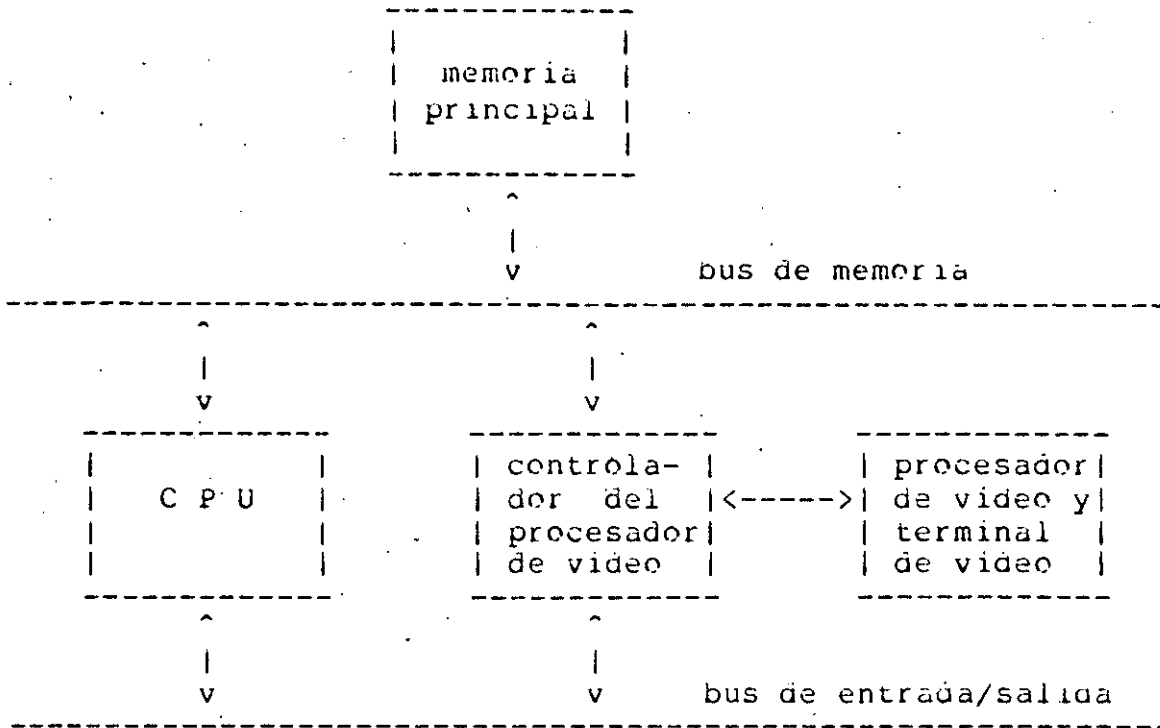 memoria
principal
bus de memoria
C P U
controla-
dor del
procesador
de video
procesador
de video y
terminal
de video
bus de entrada/salida